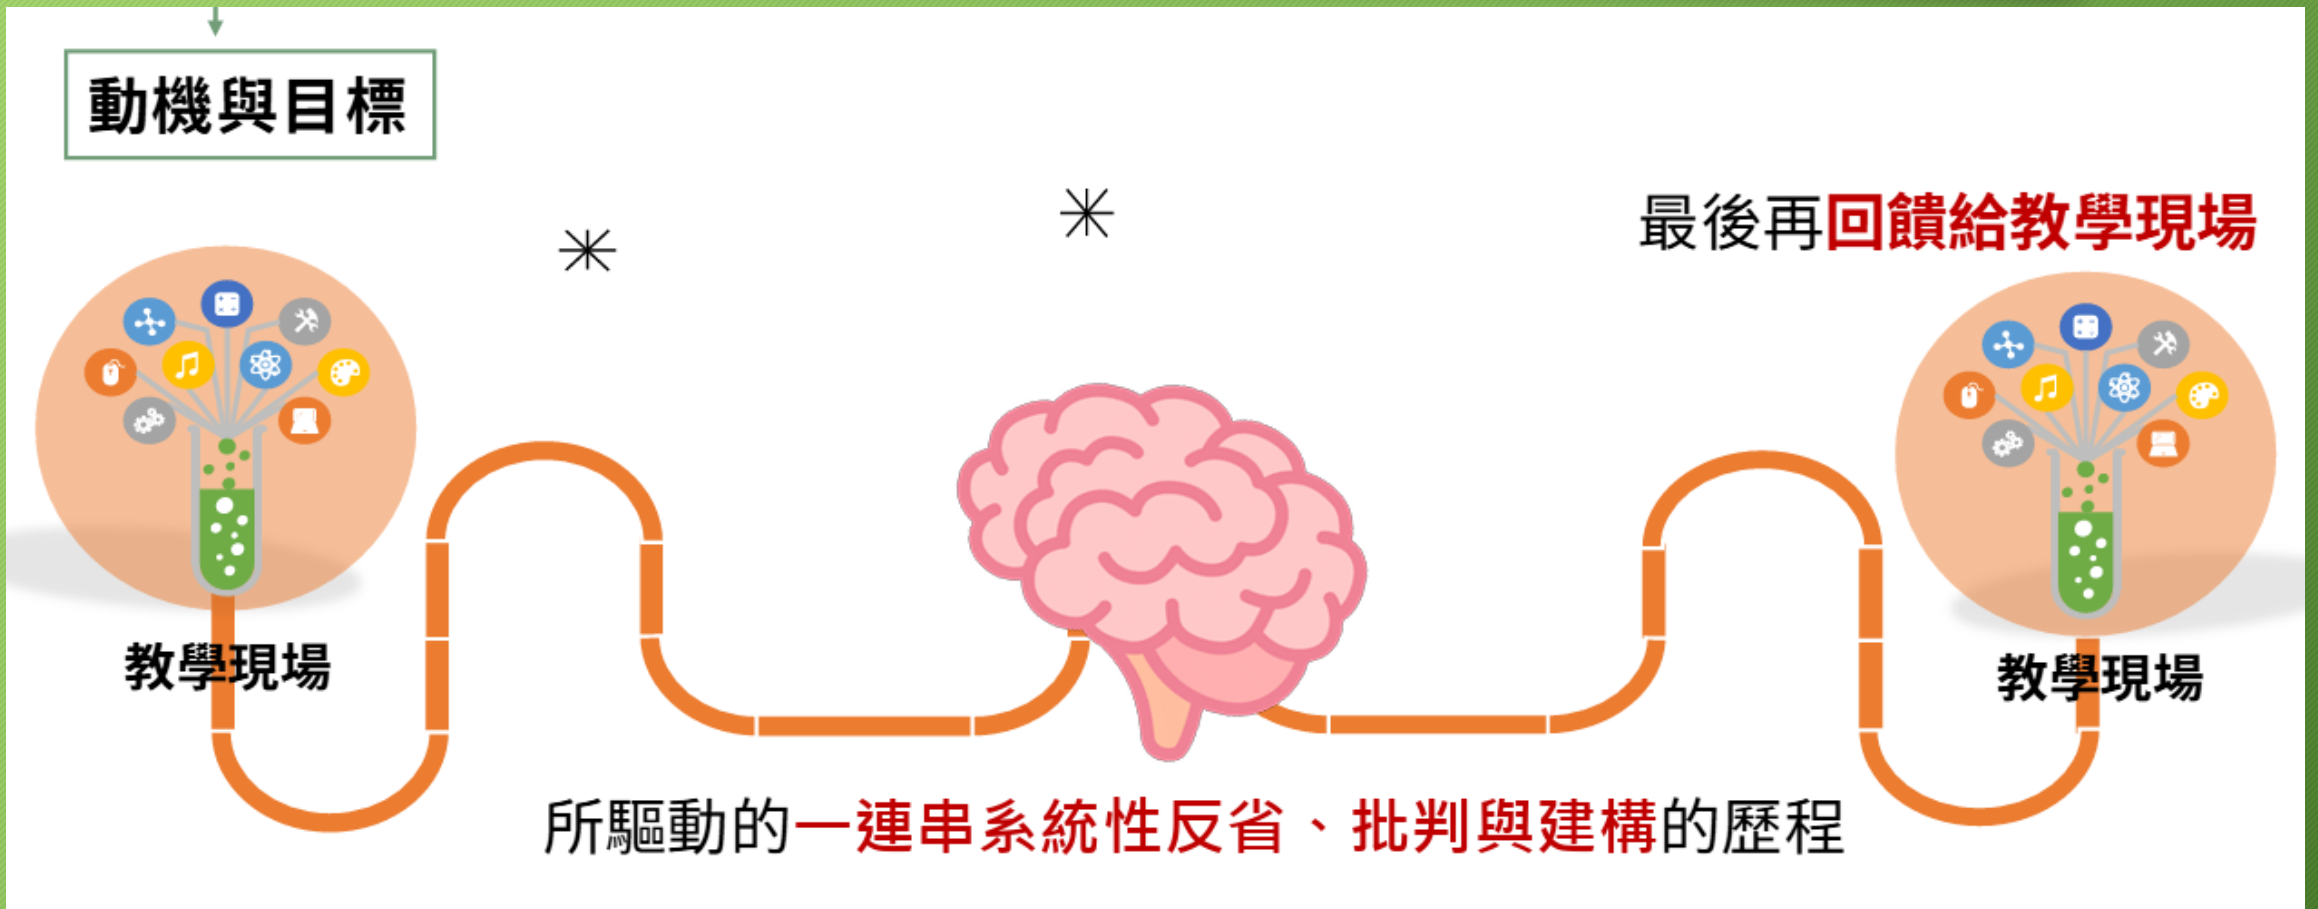 動機與目標
最後再回饋給教學現場
教學現場
教學現場
所驅動的一連串系統性反省、批判與建構的歷程